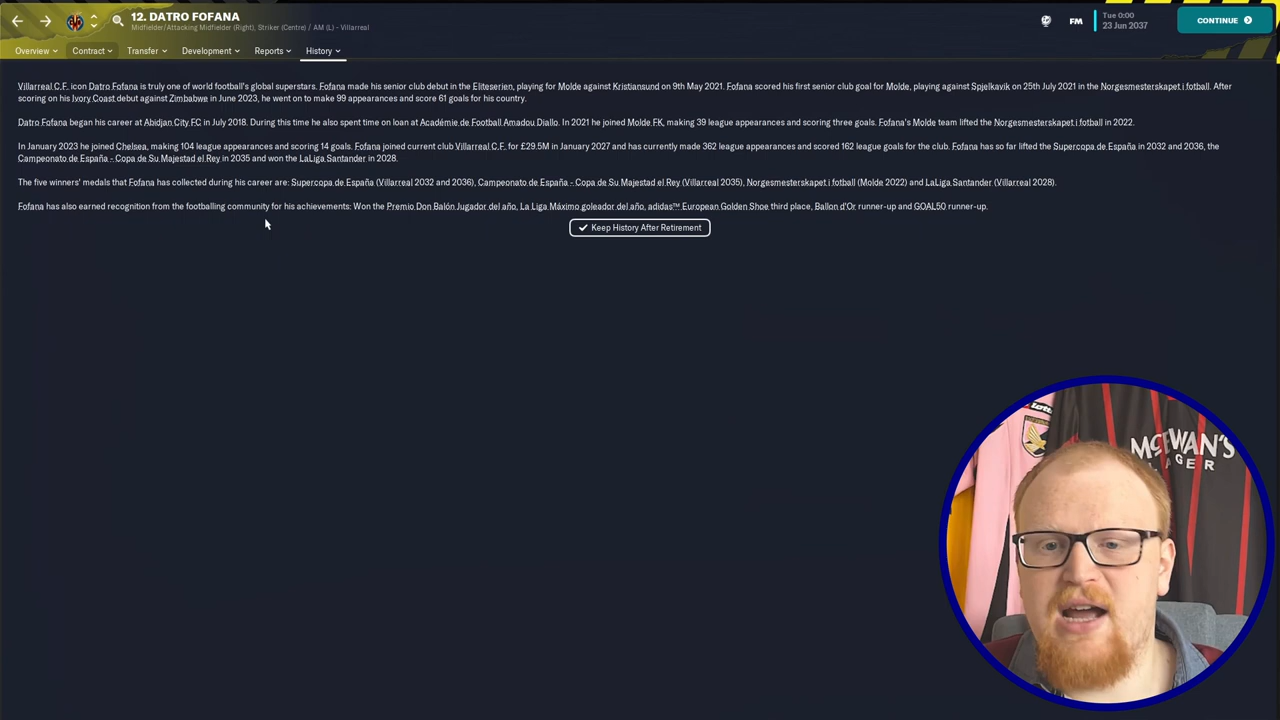 12. DATRO FOFANA
Midfielder/Attacking Midfielder (Right), Striker (Centre) / AM (L) - Villarreal
FM
Tue 0:00
23 Jun 2037
CONTINUE
Overview
Contract
Transfer
Development
Reports
History
Villarreal C.F. icon Datro Fofana is truly one of world football's global superstars. Fofana made his senior club debut in the Eliteserien, playing for Molde against Kristiansund on 9th May 2021. Fofana scored his first senior club goal for Molde, playing against Spjelkavik on 25th July 2021 in the Norgesmesterskapet i fotball. After
scoring on his Ivory Coast debut against Zimbabwe in June 2023, he went on to make 99 appearances and score 61 goals for his country.
Datro Fofana began his career at Abidjan City FC in July 2018. During this time he also spent time on loan at Académie de Football Amadou Diallo. In 2021 he joined Molde FK, making 39 league appearances and scoring three goals. Fofana's Molde team lifted the Norgesmesterskapet i fotball in 2022.
In January 2023 he joined Chelsea, making 104 league appearances and scoring 14 goals. Fofana joined current club Villarreal C.F. for £29.5M in January 2027 and has currently made 362 league appearances and scored 162 league goals for the club. Fofana has so far lifted the Supercopa de España in 2032 and 2036, the
Campeonato de España - Copa de Su Majestad el Rey in 2035 and won the LaLiga Santander in 2028.
The five winners' medals that Fofana has collected during his career are: Supercopa de España (Villarreal 2032 and 2036), Campeonato de España - Copa de Su Majestad el Rey (Villarreal 2035), Norgesmesterskapet i fotball (Molde 2022) and LaLiga Santander (Villarreal 2028).
Fofana has also earned recognition from the footballing community for his achievements: Won the Premio Don Balón Jugador del año, La Liga Máximo goleador del año, adidas™ European Golden Shoe third place, Ballon d'Or runner-up and GOAL50 runner-up.
Keep History After Retirement
Lotto
McEWAN'S
LAGER